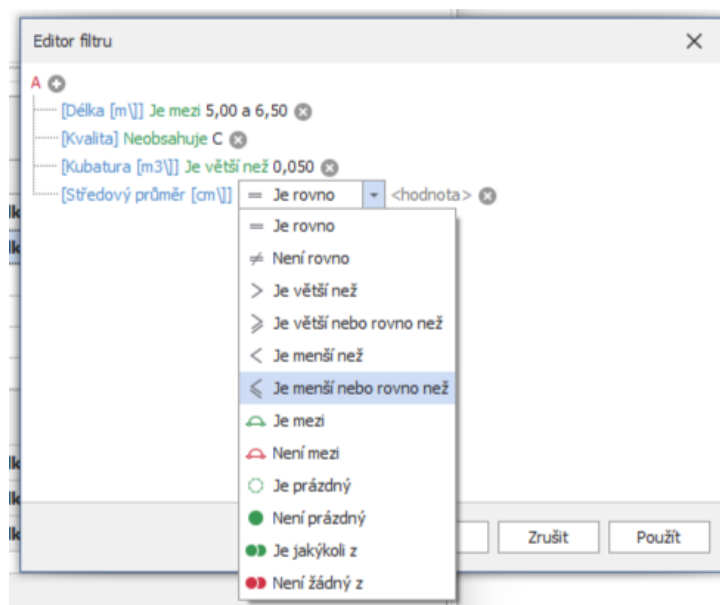 Editor filtru
A
[Délka [m\]] Je mezi 5,00 a 6,50
[Kvalita] Neobsahuje C
[Kubatura [m3\]] Je větší než 0,050
[Středový průměr [cm\]] = Je rovno <hodnota>
= Je rovno
≠ Není rovno
> Je větší než
⩾ Je větší nebo rovno než
< Je menší než
⩽ Je menší nebo rovno než
Je mezi
Není mezi
Je prázdný
Není prázdný
Je jakýkoli z
Není žádný z
Zrušit
Použít